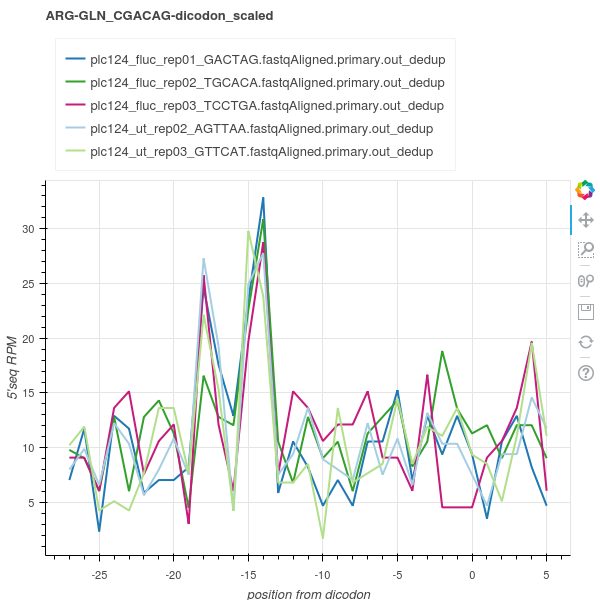 ARG-GLN_CGACAG-dicodon_scaled
plc124_fluc_rep01_GACTAG.fastqAligned.primary.out_dedup
plc124_fluc_rep02_TGCACA.fastqAligned.primary.out_dedup
plc124_fluc_rep03_TCCTGA.fastqAligned.primary.out_dedup
plc124_ut_rep02_AGTTAA.fastqAligned.primary.out_dedup
plc124_ut_rep03_GTTCAT.fastqAligned.primary.out_dedup
30
25
20
15
10
5
5'seq RPM
-25 -20 -15 -10 -5 0 5
position from dicodon